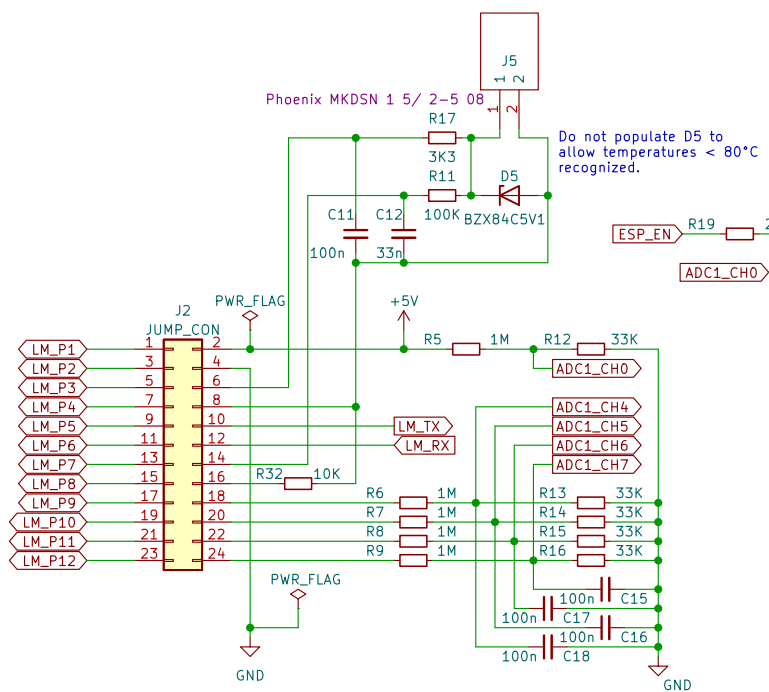 J5
1
2
Phoenix MKDSN 1 5/ 2-5 08
1
2
R17
3K3
Do not populate D5 to
allow temperatures < 80°C
recognized.
R11
100K
D5
BZX84C5V1
C11
100n
C12
33n
ESP_EN
R19
ADC1_CH0
J2
JUMP_CON
PWR_FLAG
+5V
LM_P1
1
2
R5
1M
R12
33K
LM_P2
3
4
ADC1_CH0
LM_P3
5
6
LM_P4
7
8
ADC1_CH4
LM_P5
9
10
LM_TX
ADC1_CH5
LM_P6
11
12
LM_RX
ADC1_CH6
LM_P7
13
14
ADC1_CH7
LM_P8
15
16
R32
10K
LM_P9
17
18
R6
1M
R13
33K
LM_P10
19
20
R7
1M
R14
33K
LM_P11
21
22
R8
1M
R15
33K
LM_P12
23
24
R9
1M
R16
33K
PWR_FLAG
100n
C15
100n
C17
100n
C16
100n
C18
GND
GND